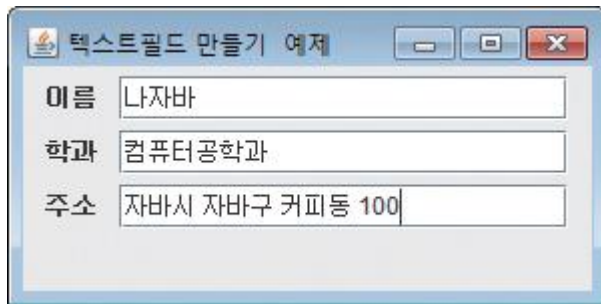 텍스트필드 만들기 예제
이름 나자바
학과 컴퓨터공학과
주소 자바시 자바구 커피동 100